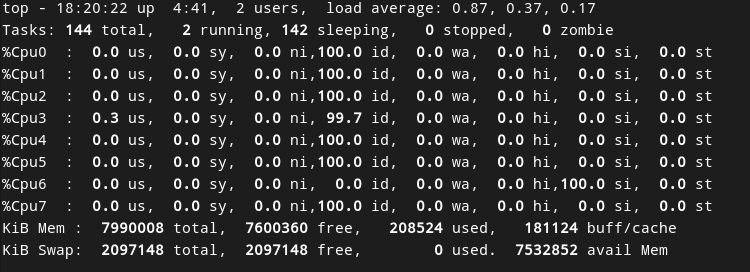 top - 18:20:22 up  4:41,  2 users,  load average: 0.87, 0.37, 0.17
Tasks: 144 total,   2 running, 142 sleeping,   0 stopped,   0 zombie
%Cpu0  :  0.0 us,  0.0 sy,  0.0 ni,100.0 id,  0.0 wa,  0.0 hi,  0.0 si,  0.0 st
%Cpu1  :  0.0 us,  0.0 sy,  0.0 ni,100.0 id,  0.0 wa,  0.0 hi,  0.0 si,  0.0 st
%Cpu2  :  0.0 us,  0.0 sy,  0.0 ni,100.0 id,  0.0 wa,  0.0 hi,  0.0 si,  0.0 st
%Cpu3  :  0.3 us,  0.0 sy,  0.0 ni, 99.7 id,  0.0 wa,  0.0 hi,  0.0 si,  0.0 st
%Cpu4  :  0.0 us,  0.0 sy,  0.0 ni,100.0 id,  0.0 wa,  0.0 hi,  0.0 si,  0.0 st
%Cpu5  :  0.0 us,  0.0 sy,  0.0 ni,100.0 id,  0.0 wa,  0.0 hi,  0.0 si,  0.0 st
%Cpu6  :  0.0 us,  0.0 sy,  0.0 ni,  0.0 id,  0.0 wa,  0.0 hi,100.0 si,  0.0 st
%Cpu7  :  0.0 us,  0.0 sy,  0.0 ni,100.0 id,  0.0 wa,  0.0 hi,  0.0 si,  0.0 st
KiB Mem :  7990008 total,  7600360 free,   208524 used,   181124 buff/cache
KiB Swap:  2097148 total,  2097148 free,        0 used.  7532852 avail Mem